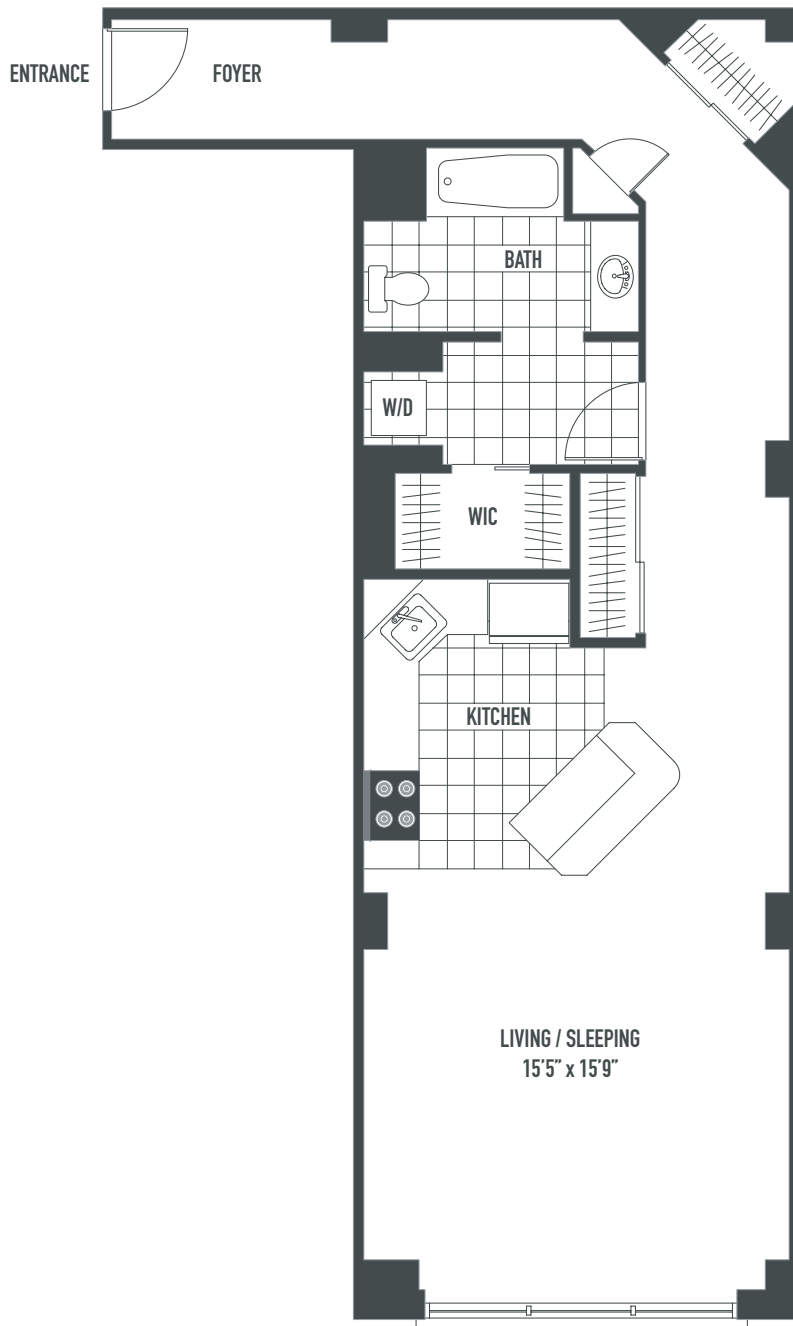 ENTRANCE
FOYER
BATH
W/D
WIC
KITCHEN
LIVING / SLEEPING
15'5" x 15'9"